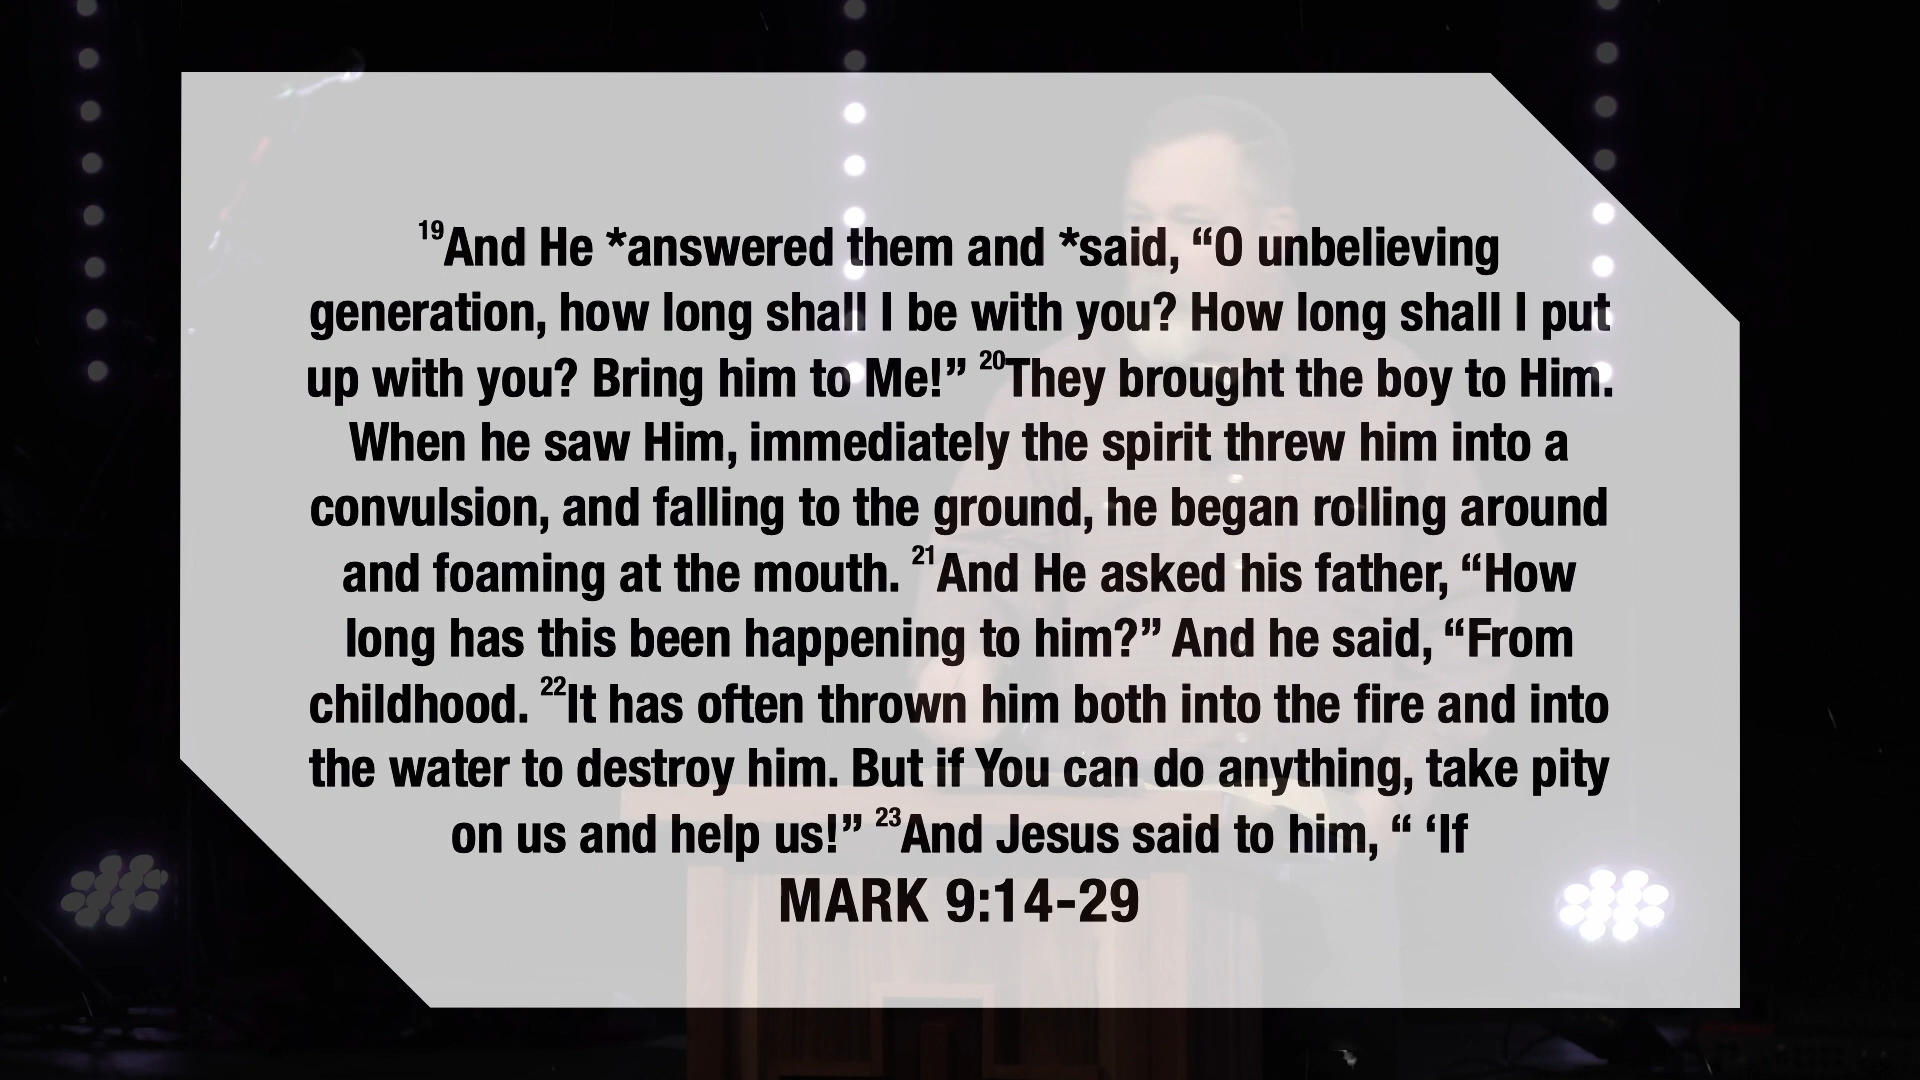 19And He *answered them and *said, “O unbelieving
generation, how long shall I be with you? How long shall I put
up with you? Bring him to Me!” 20They brought the boy to Him.
When he saw Him, immediately the spirit threw him into a
convulsion, and falling to the ground, he began rolling around
and foaming at the mouth. 21And He asked his father, “How
long has this been happening to him?” And he said, “From
childhood. 22It has often thrown him both into the fire and into
the water to destroy him. But if You can do anything, take pity
on us and help us!” 23And Jesus said to him, “ ‘If
MARK 9:14-29